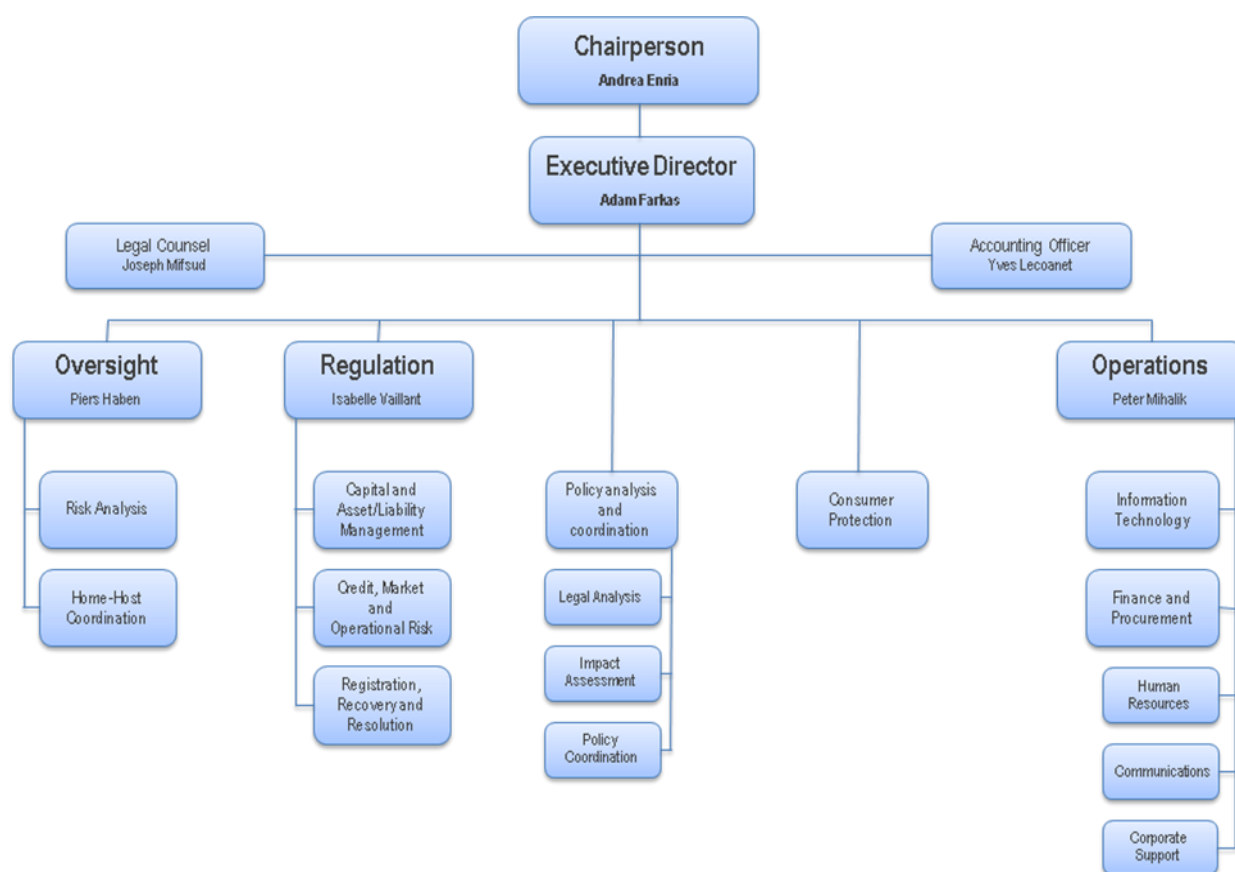 Chairperson
Andrea Enria
Executive Director
Adam Farkas
Legal Counsel
Joseph Mifsud
Accounting Officer
Yves Lecoanet
Oversight
Piers Haben
Regulation
Isabelle Vaillant
Operations
Peter Mihalik
Risk Analysis
Home-Host
Coordination
Capital and
Asset/Liability
Management
Credit, Market
and
Operational Risk
Registration,
Recovery and
Resolution
Policy analysis
and
coordination
Legal Analysis
Impact
Assessment
Policy
Coordination
Consumer
Protection
Information
Technology
Finance and
Procurement
Human
Resources
Communications
Corporate
Support